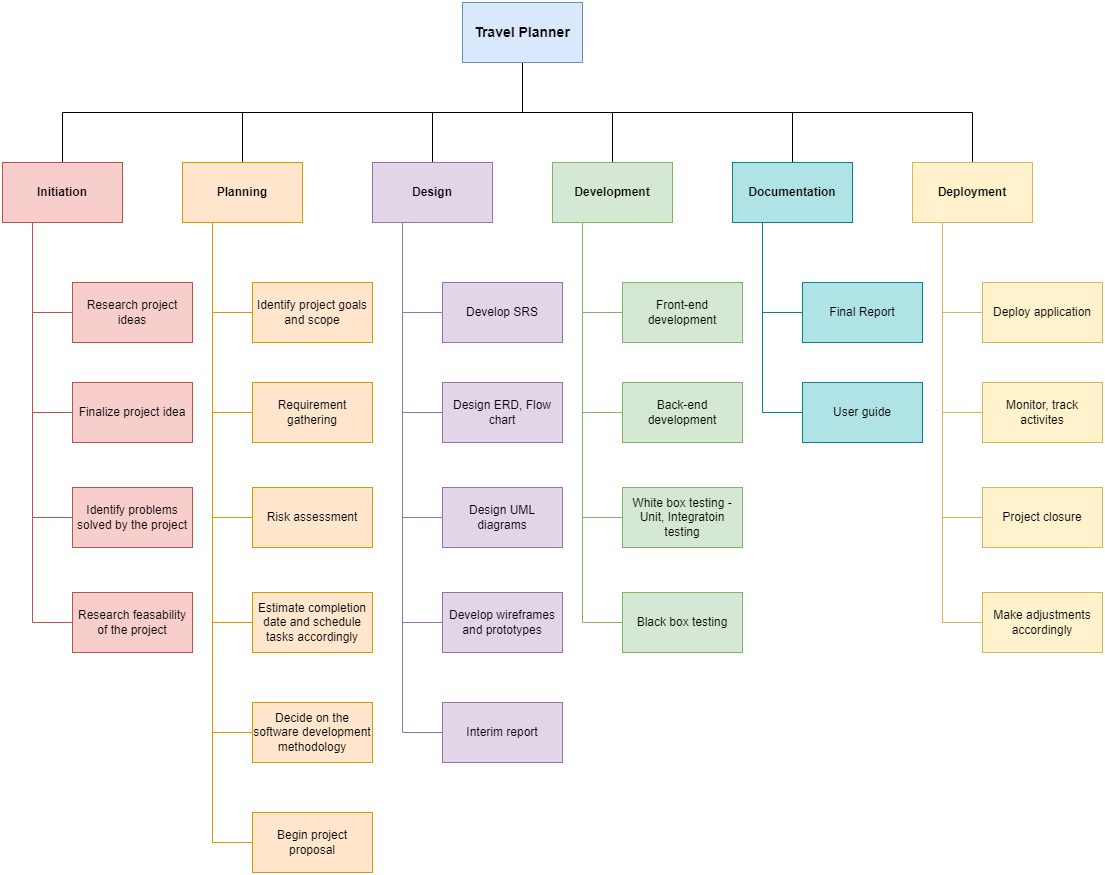 Travel Planner
Initiation
Planning
Design
Development
Documentation
Deployment
Research project
ideas
Finalize project idea
Identify problems
solved by the project
Research feasability
of the project
Identify project goals
and scope
Requirement
gathering
Risk assessment
Estimate completion
date and schedule
tasks accordingly
Decide on the
software development
methodology
Begin project
proposal
Develop SRS
Design ERD, Flow
chart
Design UML
diagrams
Develop wireframes
and prototypes
Interim report
Front-end
development
Back-end
development
White box testing -
Unit, Integratoin
testing
Black box testing
Final Report
User guide
Deploy application
Monitor, track
activites
Project closure
Make adjustments
accordingly